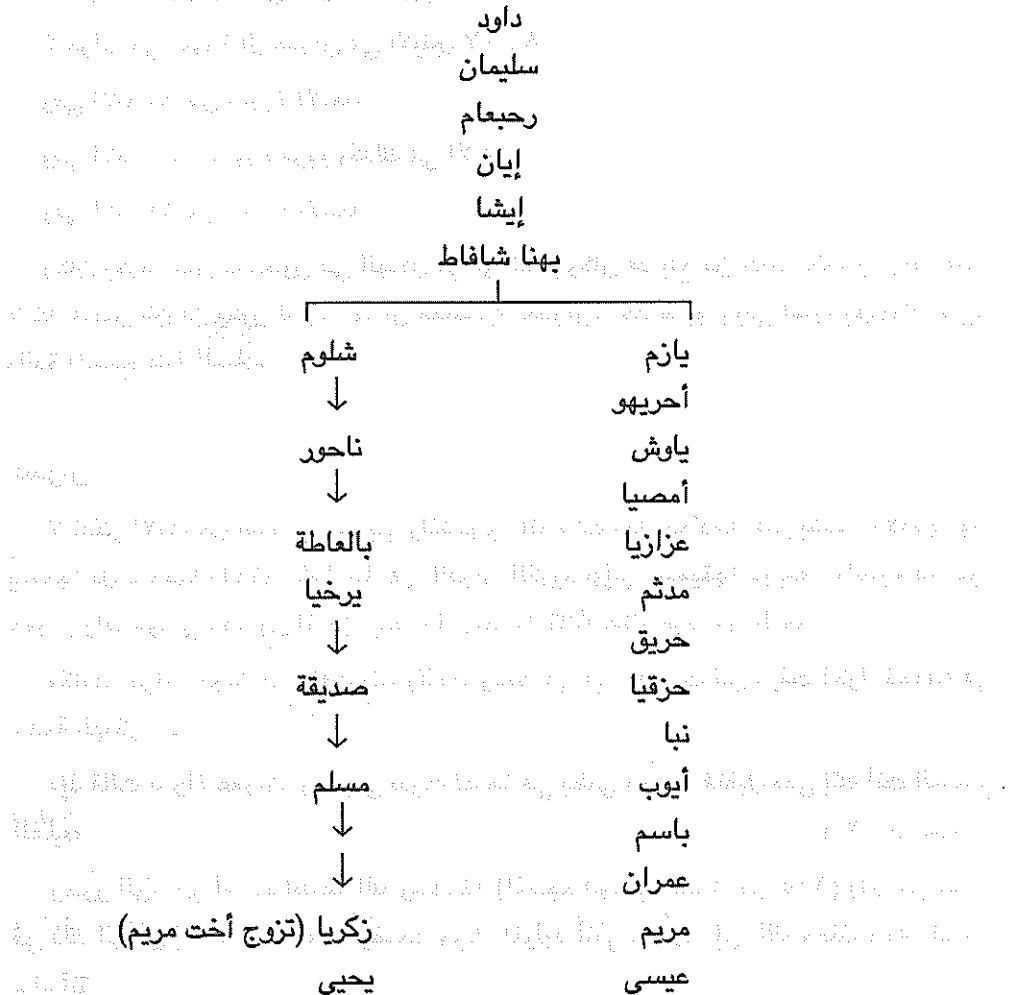 داود
سليمان
رحبعام
إيان
إيشا
يهنا شافاط
يازم
أحريهو
ياوش
أمصيا
عزازيا
مدثم
حريق
حزقيا
نبا
أيوب
باسم
عمران
مريم
عيسى
شلوم
ناحور
بالعاطة
يرخيا
صديقة
مسلم
زكريا (تزوج أخت مريم)
يحيى